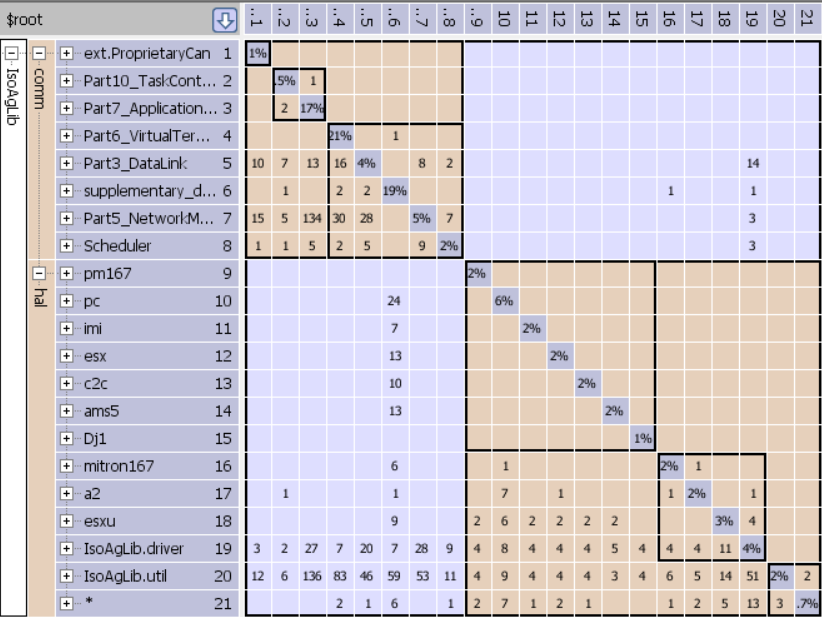 $root ..1 ..2 ..3 ..4 ..5 ..6 ..7 ..8 ..9 10 11 12 13 14 15 16 17 18 19 20 21
IsoAgLib
comm
ext.ProprietaryCan 1 1%
Part10_TaskCont... 2 .5% 1
Part7_Application... 3 2 17%
Part6_VirtualTer... 4 21% 1
Part3_DataLink 5 10 7 13 16 4% 8 2 14
supplementary_d... 6 1 2 2 19% 1 1
Part5_NetworkM... 7 15 5 134 30 28 5% 7 3
Scheduler 8 1 1 5 2 5 9 2% 3
hal
pm167 9 2%
pc 10 24 6%
imi 11 7 2%
esx 12 13 2%
c2c 13 10 2%
ams5 14 13 2%
Dj1 15 1%
mitron167 16 6 1 2% 1
a2 17 1 1 7 1 1 2% 1
esxu 18 9 2 6 2 2 2 2 3% 4
IsoAgLib.driver 19 3 2 27 7 20 7 28 9 4 8 4 4 4 5 4 4 4 11 4%
IsoAgLib.util 20 12 6 136 83 46 59 53 11 4 9 4 4 4 3 4 6 5 14 51 2% 2
* 21 2 1 6 1 2 7 1 2 1 1 2 5 13 3 .7%